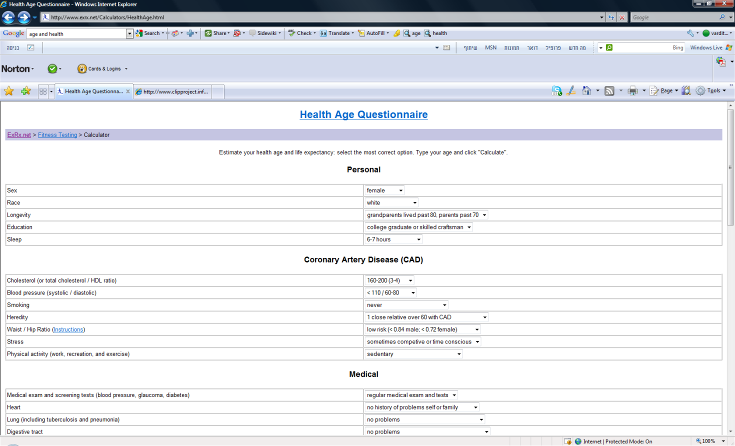 Health Age Questionnaire - Windows Internet Explorer
http://www.exrx.net/Calculators/HealthAge.html
Google
Google age and health Search Share Sidewiki Check Translate AutoFill age health
כניסה MSN Bing Windows Live
Norton Cards & Logins
Health Age Questionna... http://www.clipproject.inf... Page Tools
Health Age Questionnaire
ExRx.net > Fitness Testing > Calculator
Estimate your health age and life expectancy: select the most correct option. Type your age and click "Calculate".
Personal
Sex female
Race white
Longevity grandparents lived past 80, parents past 70
Education college graduate or skilled craftsman
Sleep 6-7 hours
Coronary Artery Disease (CAD)
Cholesterol (or total cholesterol / HDL ratio) 160-200 (3-4)
Blood pressure (systolic / diastolic) < 110 / 60-80
Smoking never
Heredity 1 close relative over 60 with CAD
Waist / Hip Ratio (Instructions) low risk (< 0.84 male; < 0.72 female)
Stress sometimes competive or time conscious
Physical activity (work, recreation, and exercise) sedentary
Medical
Medical exam and screening tests (blood pressure, glaucoma, diabetes) regular medical exam and tests
Heart no history of problems self or family
Lung (including tuberculosis and pneumonia) no problems
Digestive tract no problems
Internet | Protected Mode: On 100%